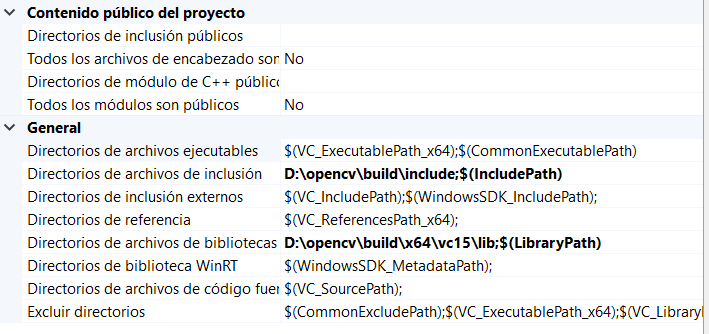 Contenido público del proyecto
Directorios de inclusión públicos
Todos los archivos de encabezado son No
Directorios de módulo de C++ públic
Todos los módulos son públicos No
General
Directorios de archivos ejecutables $(VC_ExecutablePath_x64);$(CommonExecutablePath)
Directorios de archivos de inclusión D:\opencv\build\include;$(IncludePath)
Directorios de inclusión externos $(VC_IncludePath);$(WindowsSDK_IncludePath);
Directorios de referencia $(VC_ReferencesPath_x64);
Directorios de archivos de bibliotecas D:\opencv\build\x64\vc15\lib;$(LibraryPath)
Directorios de biblioteca WinRT $(WindowsSDK_MetadataPath);
Directorios de archivos de código fuer $(VC_SourcePath);
Excluir directorios $(CommonExcludePath);$(VC_ExecutablePath_x64);$(VC_Library